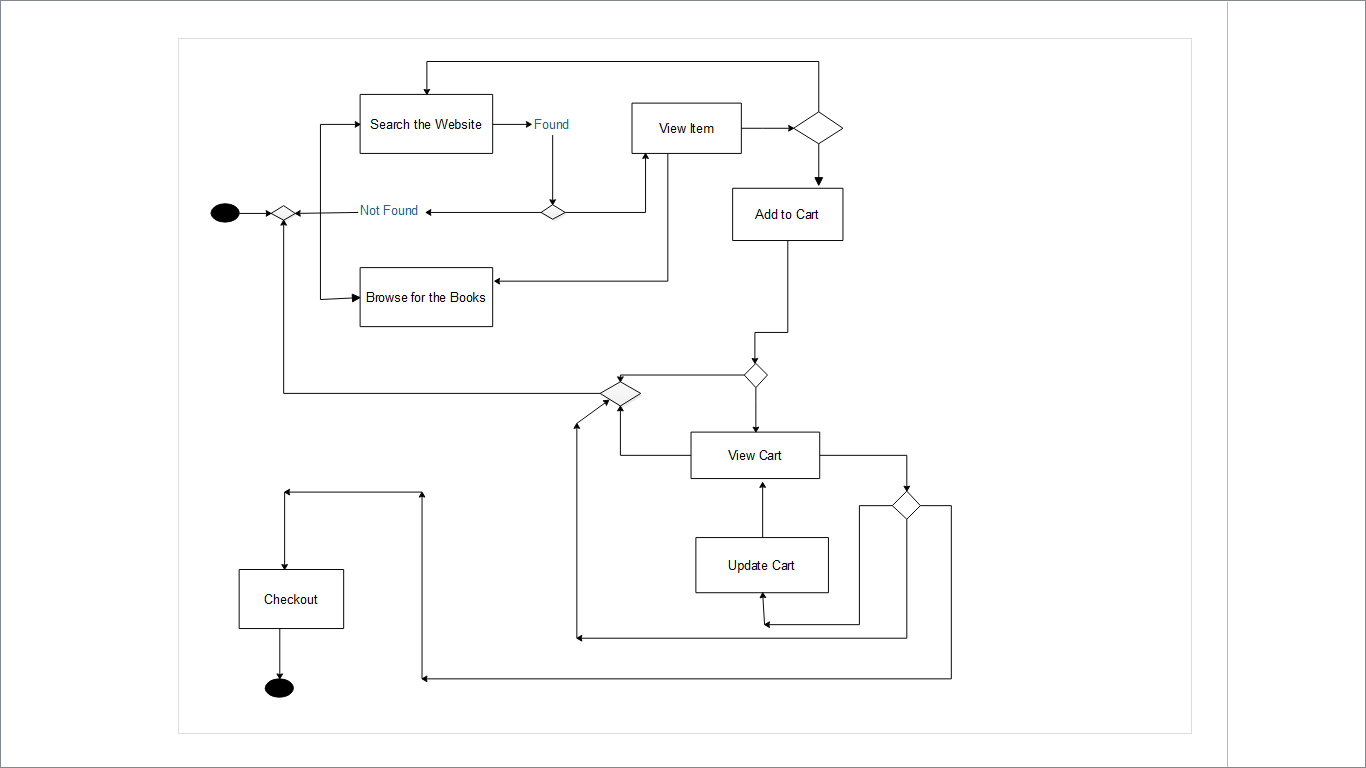 Search the Website
Found
View Item
Not Found
Add to Cart
Browse for the Books
View Cart
Update Cart
Checkout